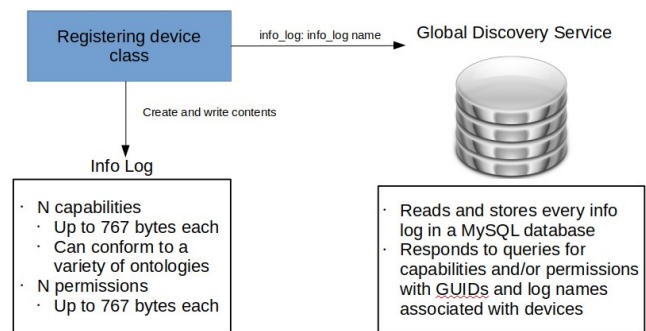 Registering device
class
info_log: info_log name
Global Discovery Service
Create and write contents
Info Log
· N capabilities
· Up to 767 bytes each
· Can conform to a
variety of ontologies
· N permissions
· Up to 767 bytes each
· Reads and stores every info
log in a MySQL database
· Responds to queries for
capabilities and/or permissions
with GUIDs and log names
associated with devices